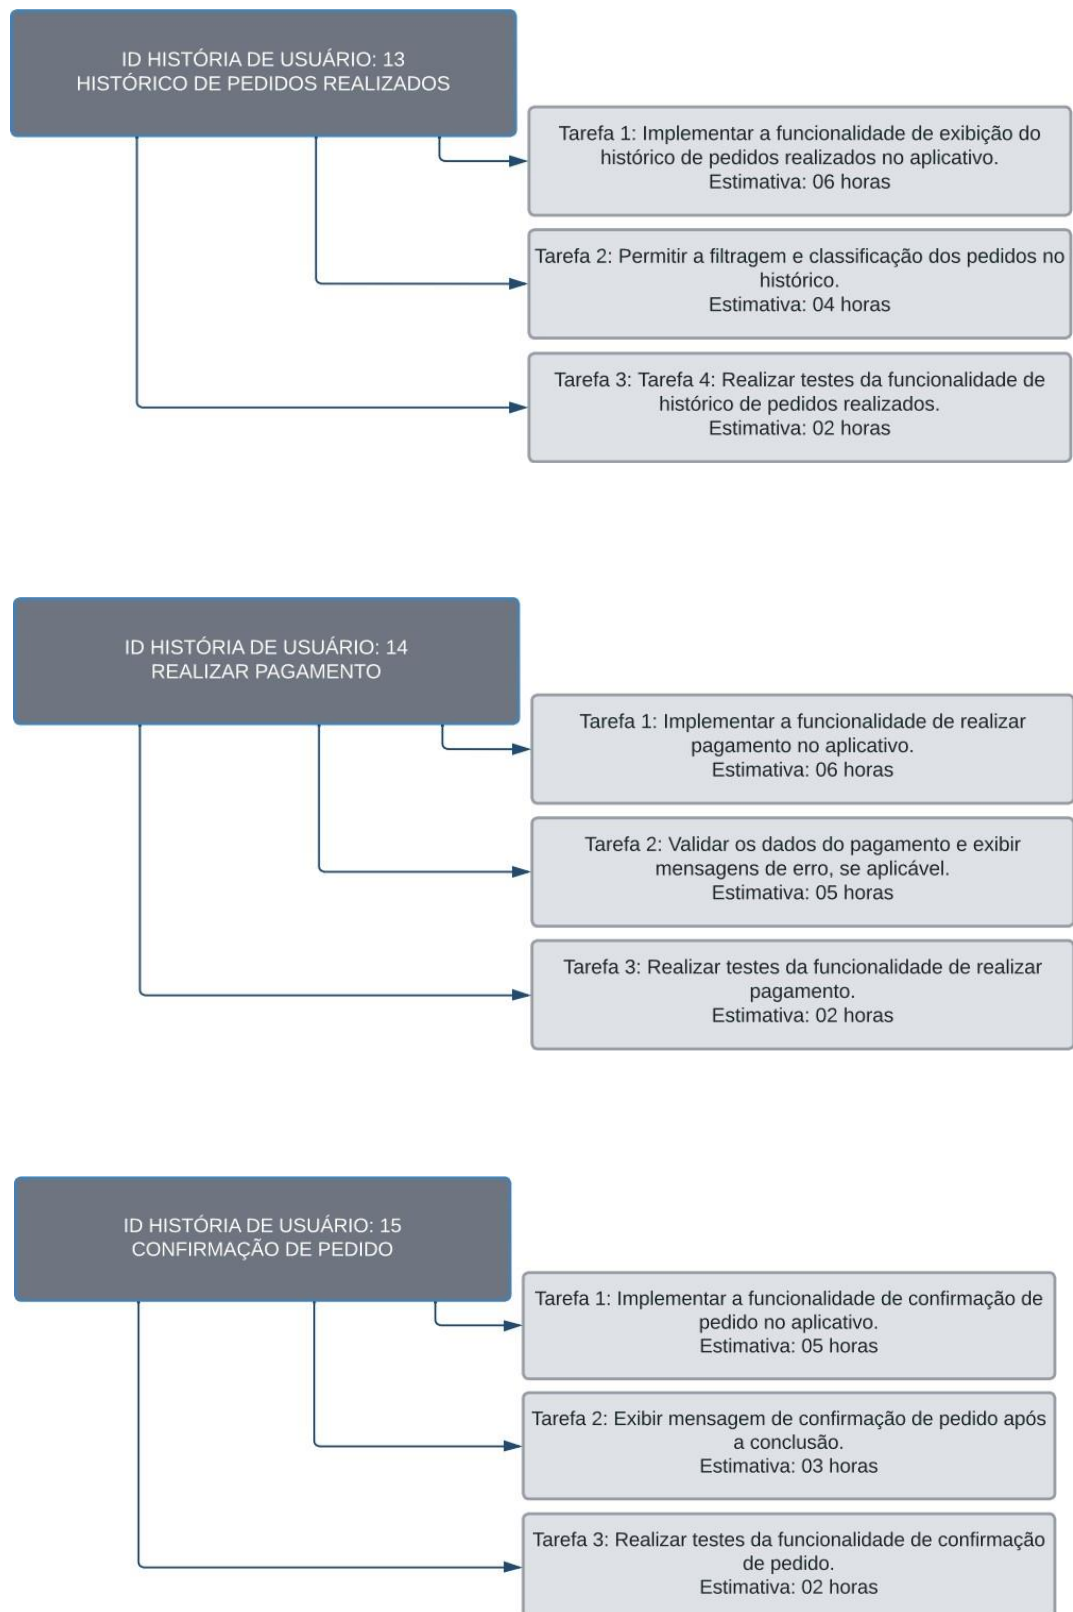 ID HISTÓRIA DE USUÁRIO: 13
HISTÓRICO DE PEDIDOS REALIZADOS
Tarefa 1: Implementar a funcionalidade de exibição do
histórico de pedidos realizados no aplicativo.
Estimativa: 06 horas
Tarefa 2: Permitir a filtragem e classificação dos pedidos no
histórico.
Estimativa: 04 horas
Tarefa 3: Tarefa 4: Realizar testes da funcionalidade de
histórico de pedidos realizados.
Estimativa: 02 horas
ID HISTÓRIA DE USUÁRIO: 14
REALIZAR PAGAMENTO
Tarefa 1: Implementar a funcionalidade de realizar
pagamento no aplicativo.
Estimativa: 06 horas
Tarefa 2: Validar os dados do pagamento e exibir
mensagens de erro, se aplicável.
Estimativa: 05 horas
Tarefa 3: Realizar testes da funcionalidade de realizar
pagamento.
Estimativa: 02 horas
ID HISTÓRIA DE USUÁRIO: 15
CONFIRMAÇÃO DE PEDIDO
Tarefa 1: Implementar a funcionalidade de confirmação de
pedido no aplicativo.
Estimativa: 05 horas
Tarefa 2: Exibir mensagem de confirmação de pedido após
a conclusão.
Estimativa: 03 horas
Tarefa 3: Realizar testes da funcionalidade de confirmação
de pedido.
Estimativa: 02 horas